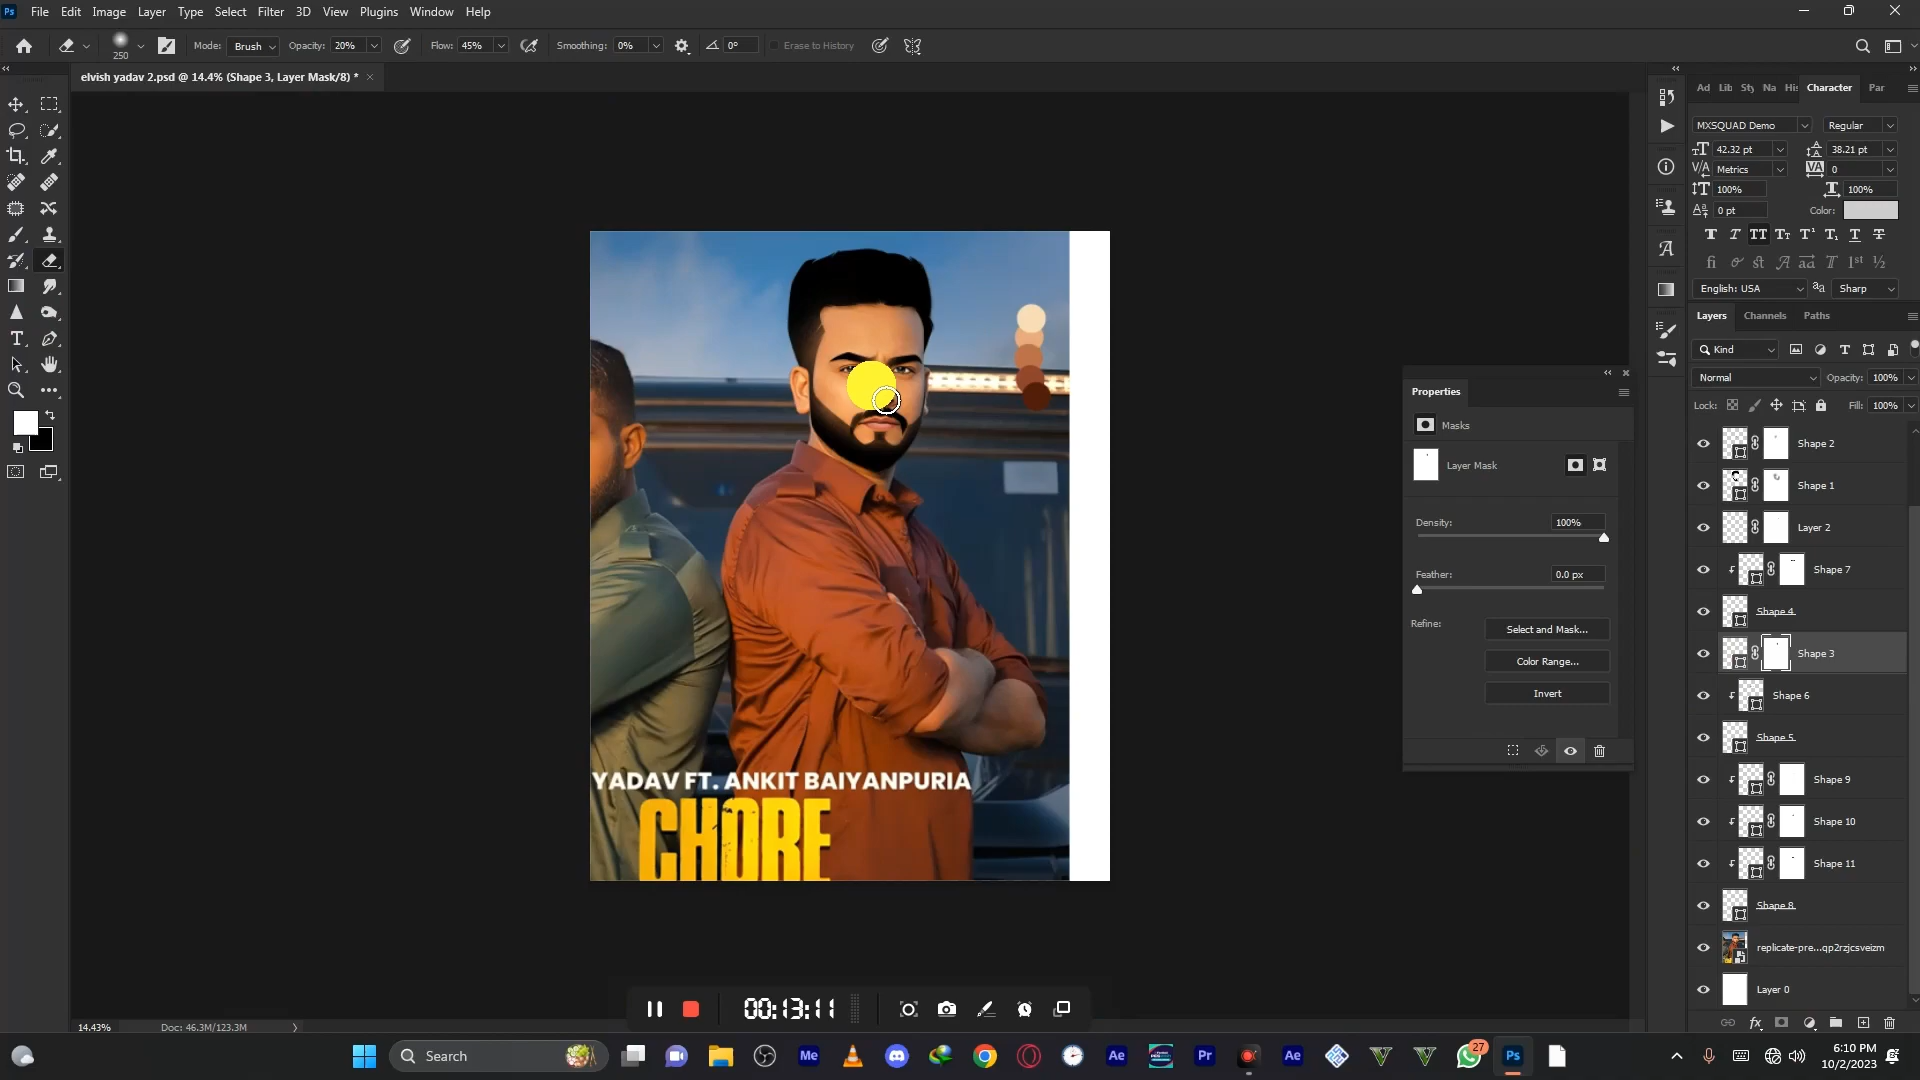 File Edit Image Layer Type Select Filter 3D View Plugins Window Help
250 Mode: Brush Opacity: 20% Flow: 45% Smoothing: 0% 0° Erase to History
elvish yadav 2.psd @ 14.4% (Shape 3, Layer Mask/8) *
YADAV FT. ANKIT BAIYANPURIA
CHORE
Properties
Masks
Layer Mask
Density: 100%
Feather: 0.0 px
Refine: Select and Mask...
Color Range...
Invert
Ad Lib Sty Na His Character Par
MXSQUAD Demo Regular
42.32 pt 38.21 pt
Metrics 0
100% 100%
0 pt Color:
English: USA Sharp
Layers Channels Paths
Kind
Normal Opacity: 100%
Lock: Fill: 100%
Shape 2
Shape 1
Layer 2
Shape 7
Shape 4
Shape 3
Shape 6
Shape 5
Shape 9
Shape 10
Shape 11
Shape 8
replicate-pre...qp2rzjcsveizm
Layer 0
00:13:11
14.43% Doc: 46.3M/123.3M
Search
Me Ae Pr Ae 27 Ps
6:10 PM
10/2/2023